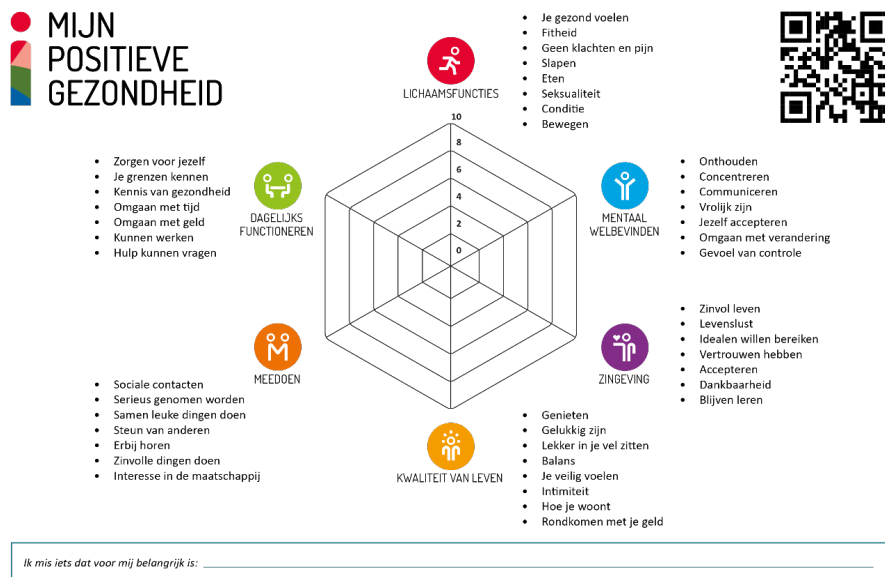 MIJN
POSITIEVE
GEZONDHEID
• Je gezond voelen
• Fitheid
• Geen klachten en pijn
• Slapen
• Eten
• Seksualiteit
• Conditie
• Bewegen
LICHAAMSFUNCTIES
10
8
6
4
2
0
• Zorgen voor jezelf
• Je grenzen kennen
• Kennis van gezondheid
• Omgaan met tijd
• Omgaan met geld
• Kunnen werken
• Hulp kunnen vragen
DAGELIJKS
FUNCTIONEREN
MENTAAL
WELBEVINDEN
• Onthouden
• Concentreren
• Communiceren
• Vrolijk zijn
• Jezelf accepteren
• Omgaan met verandering
• Gevoel van controle
MEEDOEN
• Sociale contacten
• Serieus genomen worden
• Samen leuke dingen doen
• Steun van anderen
• Erbij horen
• Zinvolle dingen doen
• Interesse in de maatschappij
ZINGEVING
• Zinvol leven
• Levenslust
• Idealen willen bereiken
• Vertrouwen hebben
• Accepteren
• Dankbaarheid
• Blijven leren
KWALITEIT VAN LEVEN
• Genieten
• Gelukkig zijn
• Lekker in je vel zitten
• Balans
• Je veilig voelen
• Intimiteit
• Hoe je woont
• Rondkomen met je geld
Ik mis iets dat voor mij belangrijk is: